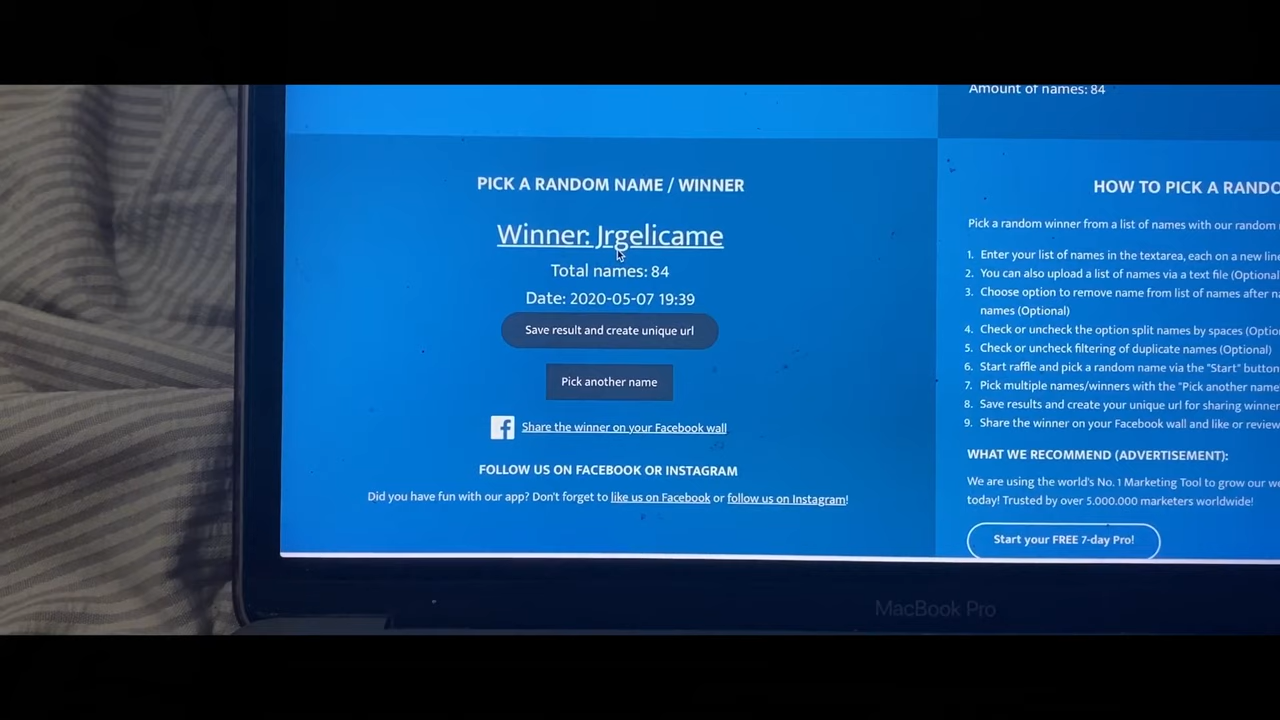 Amount of names: 84
PICK A RANDOM NAME / WINNER
Winner: Jrgelicame
Total names: 84
Date: 2020-05-07 19:39
Save result and create unique url
Pick another name
Share the winner on your Facebook wall
FOLLOW US ON FACEBOOK OR INSTAGRAM
Did you have fun with our app? Don't forget to like us on Facebook or follow us on Instagram!
HOW TO PICK A RANDO
Pick a random winner from a list of names with our random
1. Enter your list of names in the textarea, each on a new line
2. You can also upload a list of names via a text file (Optional
3. Choose option to remove name from list of names after
names (Optional)
4. Check or uncheck the option split names by spaces (Optio
5. Check or uncheck filtering of duplicate names (Optional)
6. Start raffle and pick a random name via the "Start" button
7. Pick multiple names/winners with the "Pick another name
8. Save results and create your unique url for sharing winner
9. Share the winner on your Facebook wall and like or review
WHAT WE RECOMMEND (ADVERTISEMENT):
We are using the world's No. 1 Marketing Tool to grow our
today! Trusted by over 5.000.000 marketers worldwide!
Start your FREE 7-day Pro!
MacBook Pro